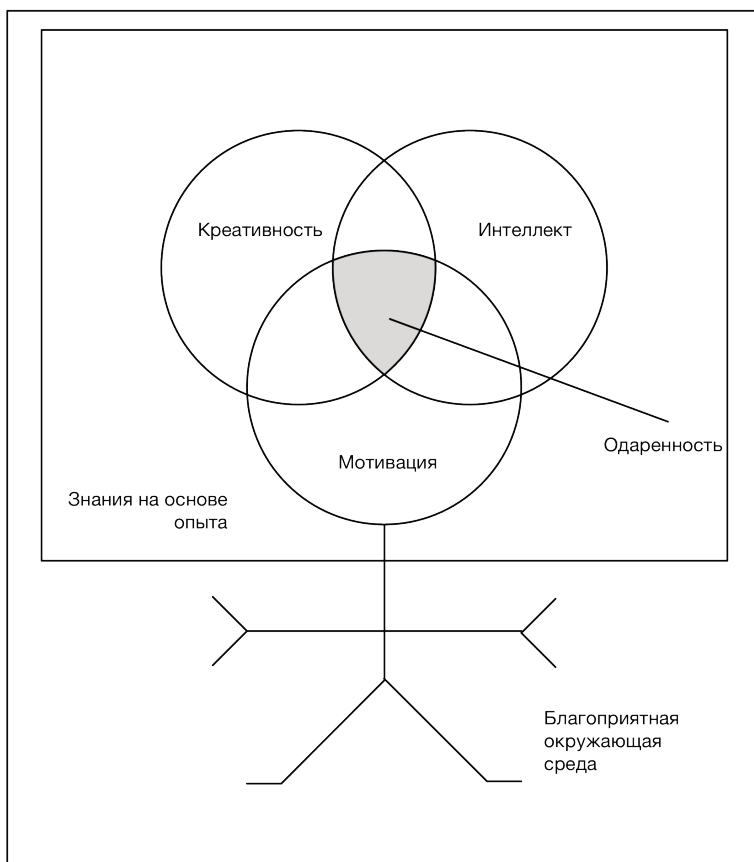 Креативность
Интеллект
Одаренность
Мотивация
Знания на основе
опыта
Благоприятная
окружающая
среда